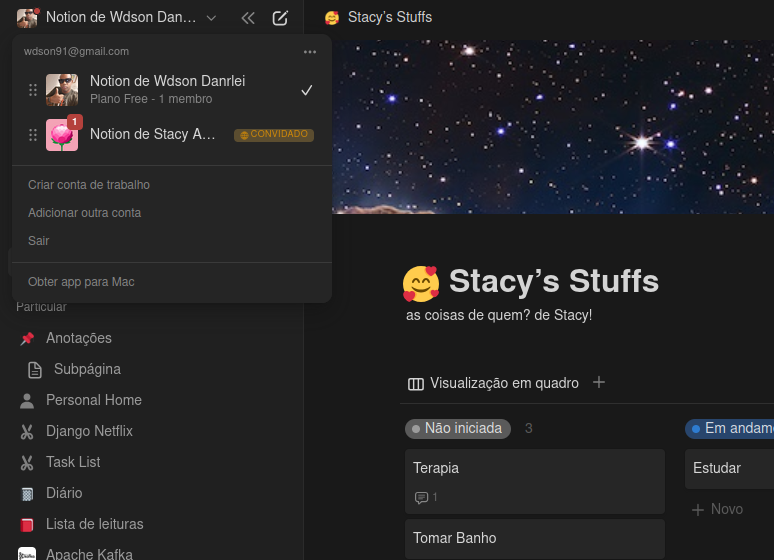 Notion de Wdson Dan...
wdson91@gmail.com
Notion de Wdson Danrlei
Plano Free - 1 membro
1
Notion de Stacy A...
CONVIDADO
Criar conta de trabalho
Adicionar outra conta
Sair
Obter app para Mac
Particular
Anotações
Subpágina
Personal Home
Django Netflix
Task List
Diário
Lista de leituras
Apache Kafka
Stacy’s Stuffs
Stacy’s Stuffs
as coisas de quem? de Stacy!
Visualização em quadro
Não iniciada 3
Terapia
1
Tomar Banho
Em andam
Estudar
Novo